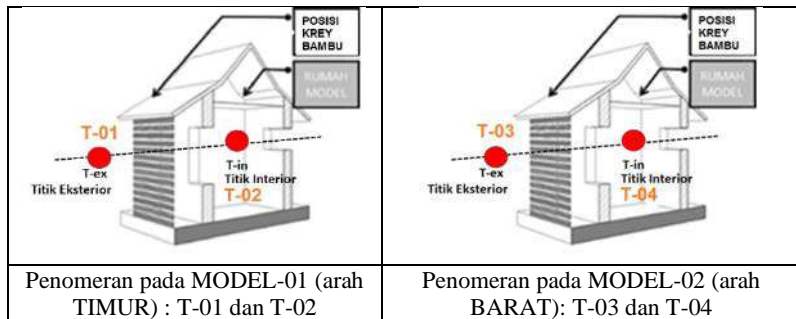 POSISI
KREY
BAMBU
RUMAH
MODEL
T-01
T-ex
Titik Eksterior
T-in
Titik Interior
T-02
POSISI
KREY
BAMBU
RUMAH
MODEL
T-03
T-ex
Titik Eksterior
T-in
Titik Interior
T-04
Penomeran pada MODEL-01 (arah
TIMUR) : T-01 dan T-02
Penomeran pada MODEL-02 (arah
BARAT): T-03 dan T-04